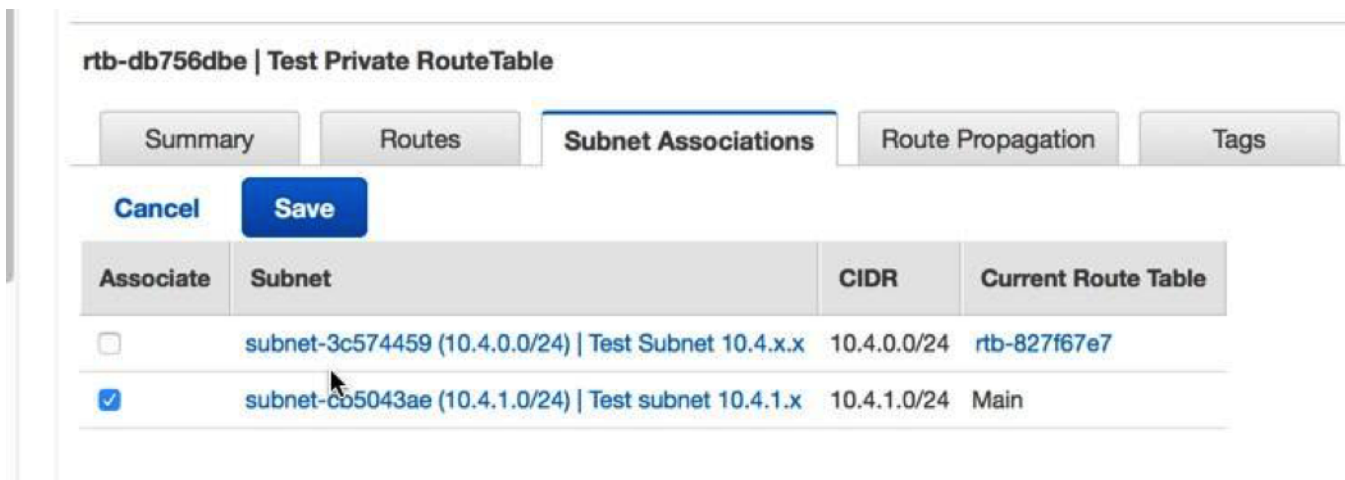 rtb-db756dbe | Test Private RouteTable
Summary Routes Subnet Associations Route Propagation Tags
Cancel Save
Associate Subnet CIDR Current Route Table
subnet-3c574459 (10.4.0.0/24) | Test Subnet 10.4.x.x 10.4.0.0/24 rtb-827f67e7
subnet-cb5043ae (10.4.1.0/24) | Test subnet 10.4.1.x 10.4.1.0/24 Main